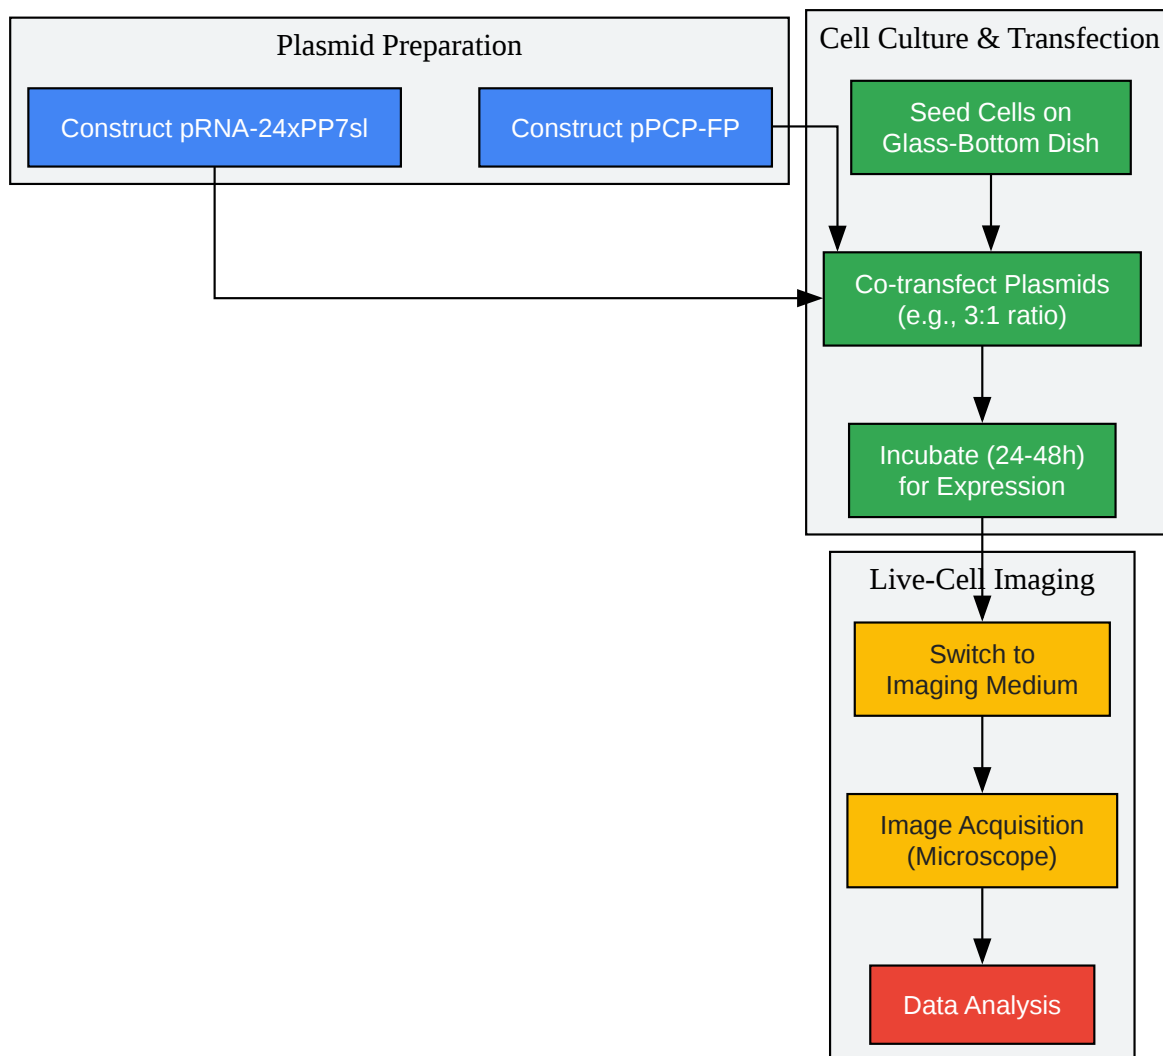 Plasmid Preparation
Construct pRNA-24xPP7sl
Construct pPCP-FP
Cell Culture & Transfection
Seed Cells on
Glass-Bottom Dish
Co-transfect Plasmids
(e.g., 3:1 ratio)
Incubate (24-48h)
for Expression
Live-Cell Imaging
Switch to
Imaging Medium
Image Acquisition
(Microscope)
Data Analysis